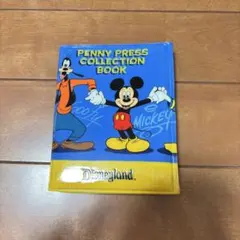 PENNY PRESS
COLLECTION
BOOK
MICKEY
Disneyland